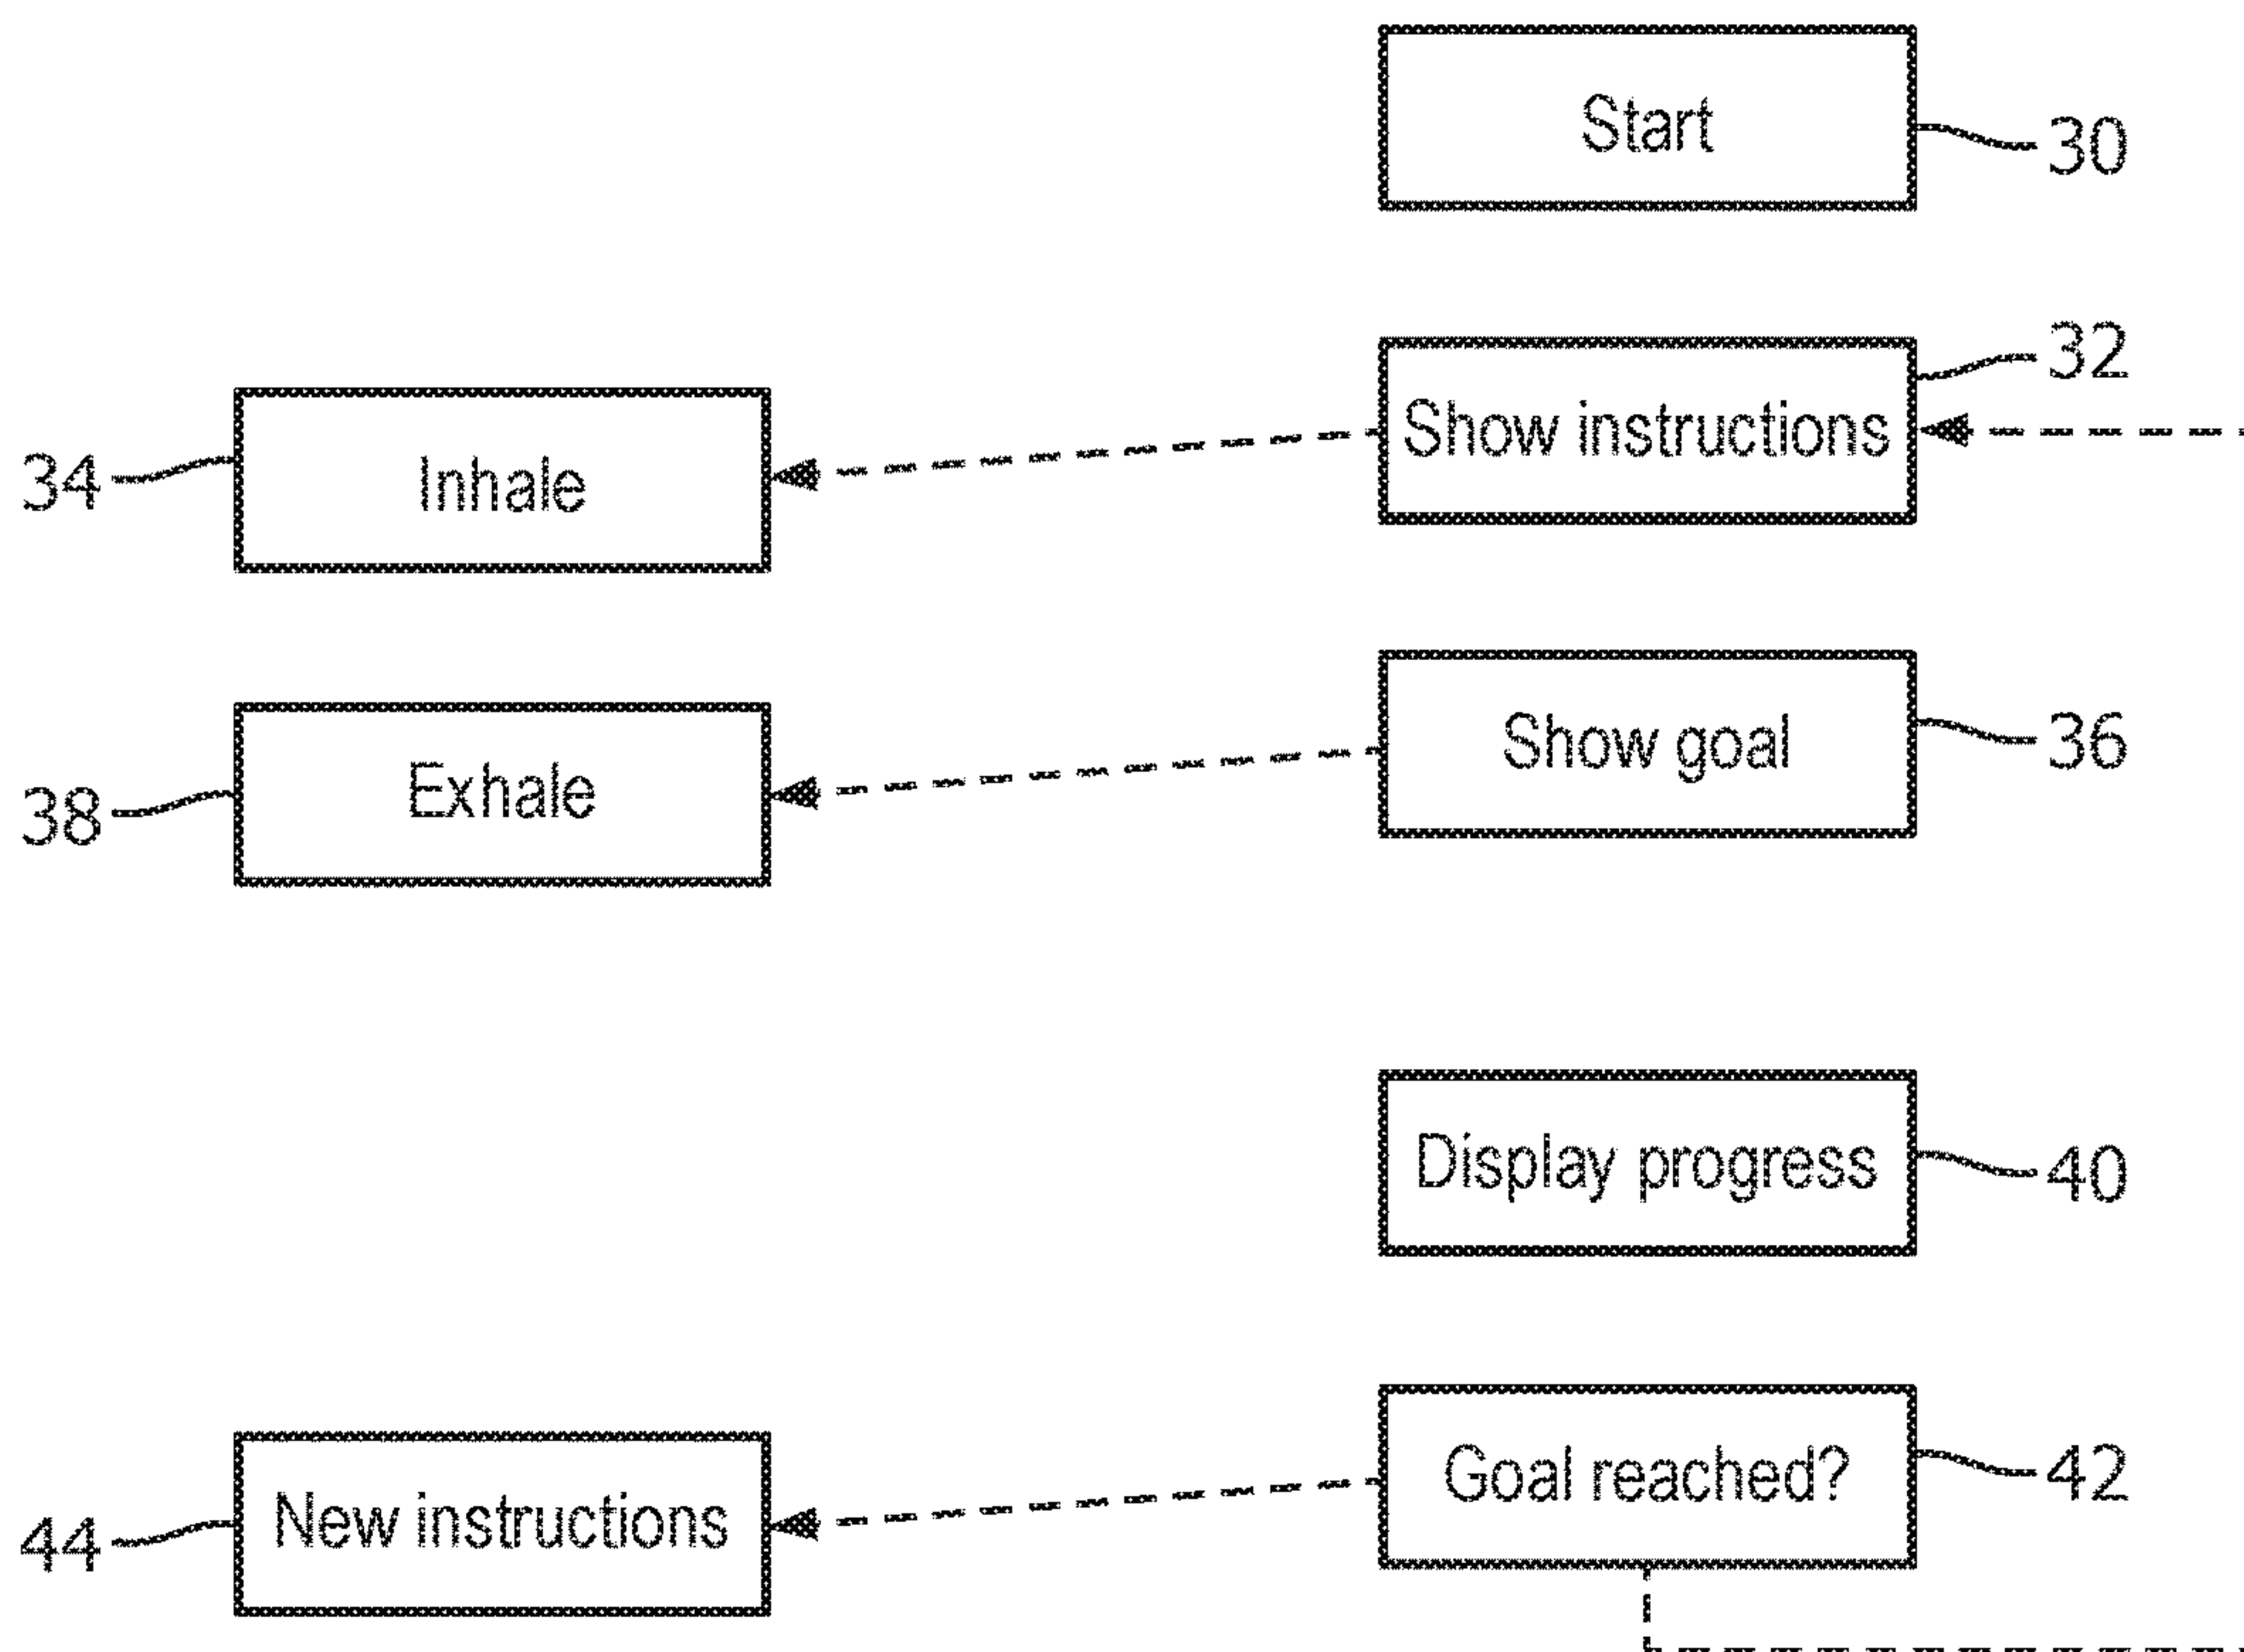 Start
30
32
Show instructions
34
Inhale
Show goal
36
Exhale
38
Display progress
40
Goal reached?
42
New instructions
44